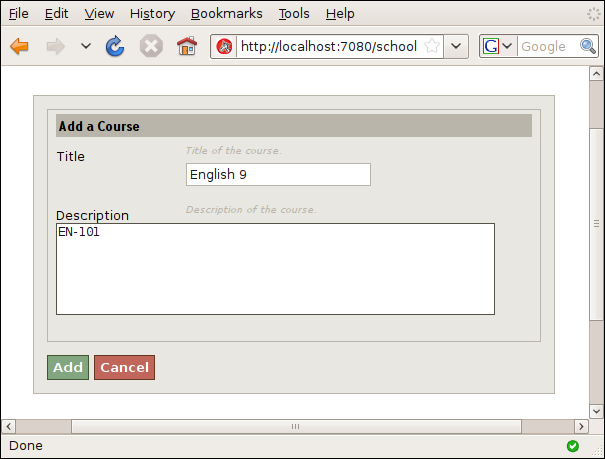 File Edit View History Bookmarks Tools Help
http://localhost:7080/school
G Google
Add a Course
Title
Title of the course.
English 9
Description
Description of the course.
EN-101
Add Cancel
Done